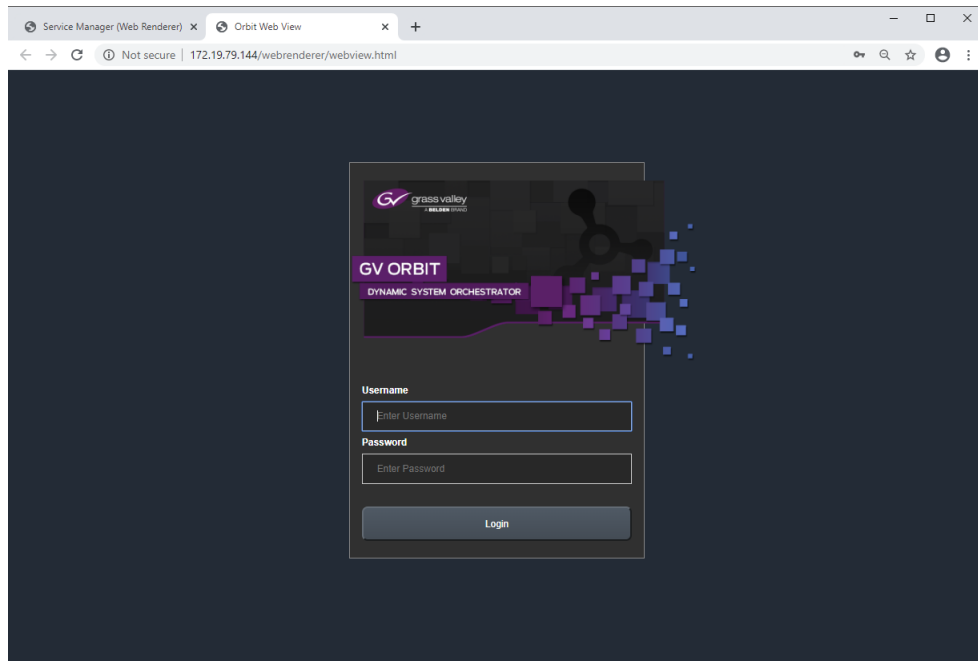 Service Manager (Web Renderer)
Orbit Web View
Not secure | 172.19.79.144/webrenderer/webview.html
GV grass valley
A BELDEN BRAND
GV ORBIT
DYNAMIC SYSTEM ORCHESTRATOR
Username
Enter Username
Password
Enter Password
Login